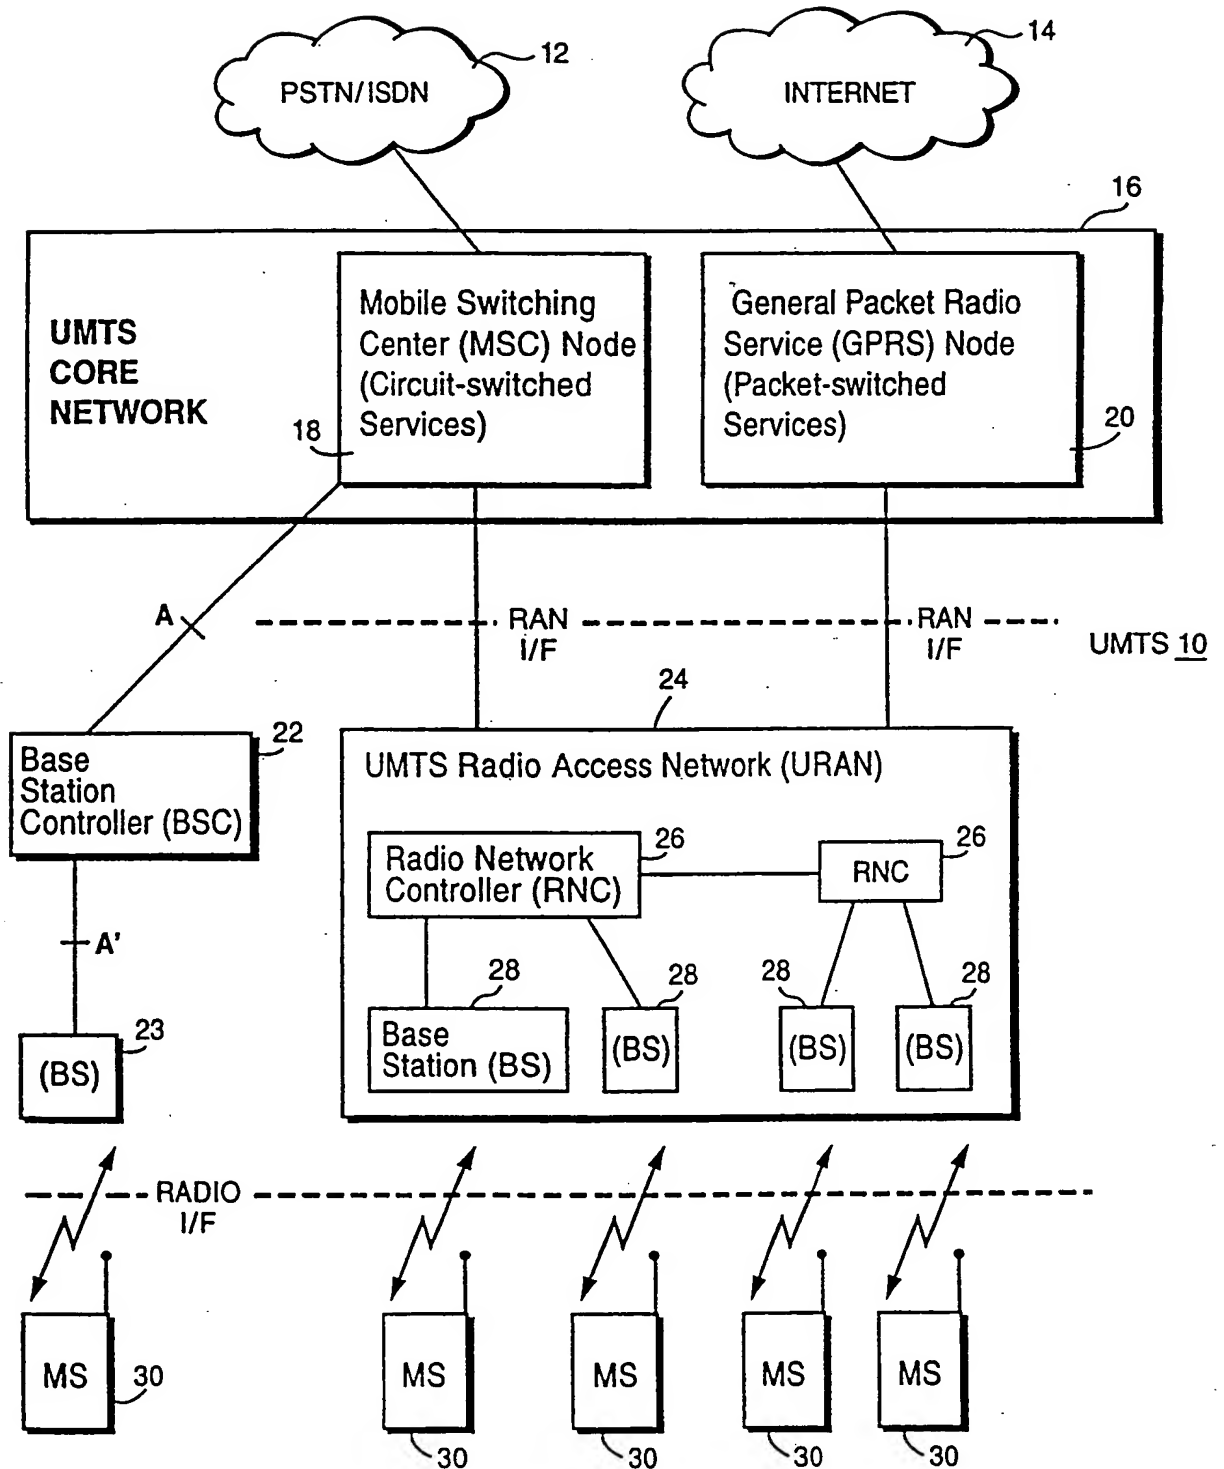 12
14
PSTN/ISDN
INTERNET
16
UMTS
CORE
NETWORK
Mobile Switching
Center (MSC) Node
(Circuit-switched
Services)
18
General Packet Radio
Service (GPRS) Node
(Packet-switched
Services)
20
A
RAN
I/F
RAN
I/F
UMTS 10
24
22
Base
Station
Controller (BSC)
UMTS Radio Access Network (URAN)
26
Radio Network
Controller (RNC)
26
RNC
A'
28
28
28
28
Base
Station (BS)
(BS)
(BS)
(BS)
23
(BS)
RADIO
I/F
MS
30
MS
30
MS
30
MS
30
MS
30